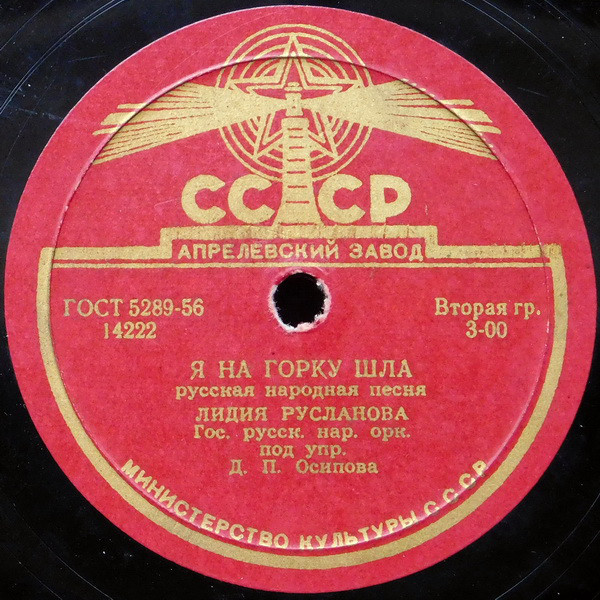 СССР
АПРЕЛЕВСКИЙ ЗАВОД
ГОСТ 5289-56
14222
Вторая гр.
3-00
Я НА ГОРКУ ШЛА
русская народная песня
ЛИДИЯ РУСЛАНОВА
Гос. русск. нар. орк.
под упр.
Д. П. Осипова
МИНИСТЕРСТВО КУЛЬТУРЫ СССР